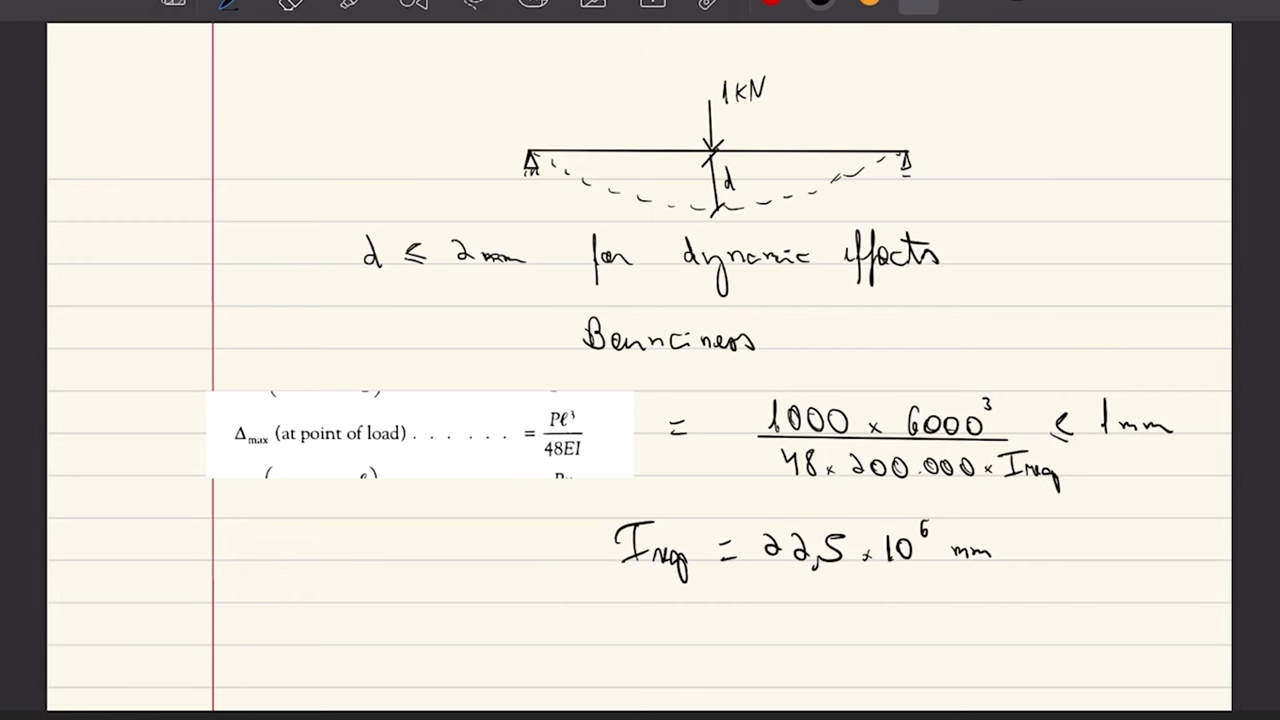 1kN
d
d ≤ 2mm for dynamic effects
Bounciness
Δmax (at point of load) . . . . . . = Pℓ³/48EI = 1000 x 6000³ / 48 x 200.000 x Ireq ≤ 1mm
Ireq = 22,5 x 10⁶ mm